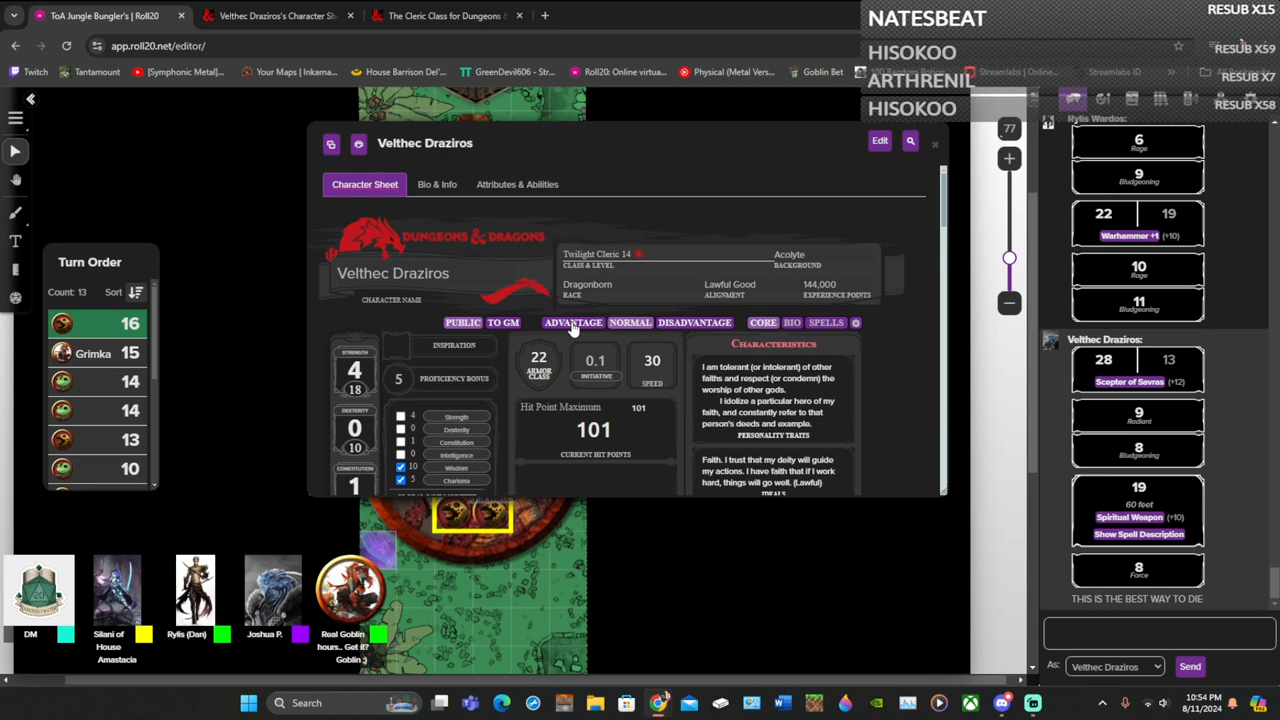 ToA Jungle Bungler's | Roll20
Velthec Draziros's Character Sh
The Cleric Class for Dungeons &
app.roll20.net/editor/
Twitch
Tantamount
[Symphonic Metal]...
Your Maps | Inkarna...
House Barrison Del'...
GreenDevil606 - Str...
Roll20: Online virtua...
Physical (Metal Vers...
Goblin Bet
Streamlabs | Online...
Streamlabs ID
NATESBEAT
RESUB X15
HISOKOO
RESUB X59
ARTHRENIL
RESUB X7
HISOKOO
RESUB X58
Turn Order
Count: 13 Sort
16
Grimka 15
14
14
13
10
Velthec Draziros
Edit
Character Sheet
Bio & Info
Attributes & Abilities
DUNGEONS & DRAGONS
Velthec Draziros
CHARACTER NAME
Twilight Cleric 14
CLASS & LEVEL
Acolyte
BACKGROUND
Dragonborn
RACE
Lawful Good
ALIGNMENT
144,000
EXPERIENCE POINTS
PUBLIC TO GM
ADVANTAGE NORMAL DISADVANTAGE
CORE BIO SPELLS
STRENGTH
4
18
DEXTERITY
0
10
CONSTITUTION
1
INSPIRATION
5 PROFICIENCY BONUS
4 Strength
0 Dexterity
1 Constitution
0 Intelligence
10 Wisdom
5 Charisma
22
ARMOR
CLASS
0.1
INITIATIVE
30
SPEED
Hit Point Maximum 101
101
CURRENT HIT POINTS
CHARACTERISTICS
I am tolerant (or intolerant) of other
faiths and respect (or condemn) the
worship of other gods.
I idolize a particular hero of my
faith, and constantly refer to that
person's deeds and example.
PERSONALITY TRAITS
Faith. I trust that my deity will guide
my actions. I have faith that if I work
hard, things will go well. (Lawful)
IDEALS
77
Rylis Wardos:
6
Rage
9
Bludgeoning
22 19
Warhammer +1 (+10)
10
Rage
11
Bludgeoning
Velthec Draziros:
28 13
Scepter of Savras (+12)
9
Radiant
8
Bludgeoning
19
60 feet
Spiritual Weapon (+10)
Show Spell Description
8
Force
THIS IS THE BEST WAY TO DIE
As: Velthec Draziros
Send
DUNGEON MASTER
DM
Silani of
House
Amastacia
Rylis (Dan)
Joshua P.
Real Goblin
hours.. Get it?
Goblin ;)
Search
10:54 PM
8/11/2024